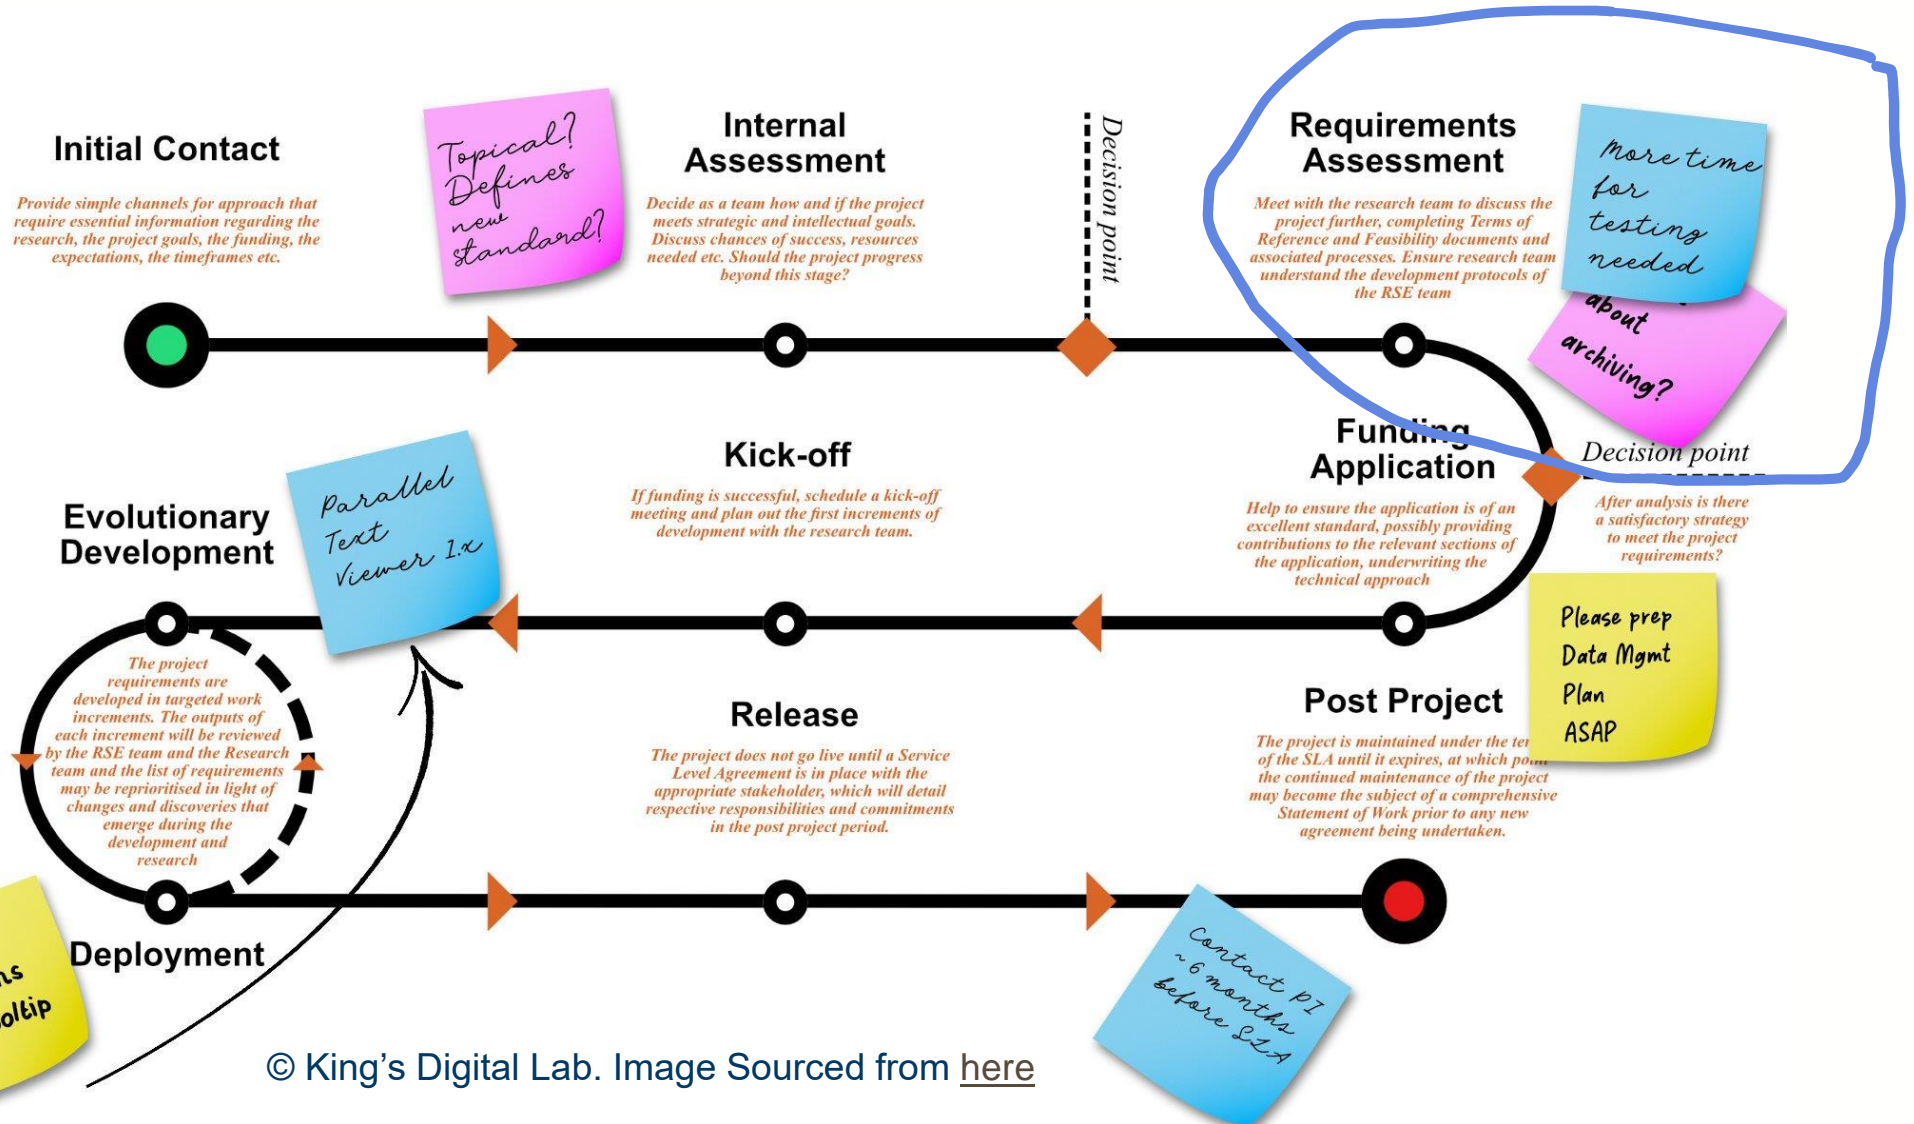 Initial Contact
Provide simple channels for approach that
require essential information regarding the
research, the project goals, the funding, the
expectations, the timeframes etc.
Topical?
Defines
new
standard?
Internal
Assessment
Decide as a team how and if the project
meets strategic and intellectual goals.
Discuss chances of success, resources
needed etc. Should the project progress
beyond this stage?
Decision point
Requirements
Assessment
Meet with the research team to discuss the
project further, completing Terms of
Reference and Feasibility documents and
associated processes. Ensure research team
understand the development protocols of
the RSE team
More time
for
testing
needed
about
archiving?
Decision point
After analysis is there
a satisfactory strategy
to meet the project
requirements?
Funding
Application
Help to ensure the application is of an
excellent standard, possibly providing
contributions to the relevant sections of
the application, underwriting the
technical approach
Please prep
Data Mgmt
Plan
ASAP
Kick-off
If funding is successful, schedule a kick-off
meeting and plan out the first increments of
development with the research team.
Parallel
Text
Viewer 1.x
Evolutionary
Development
The project
requirements are
developed in targeted work
increments. The outputs of
each increment will be reviewed
by the RSE team and the Research
team and the list of requirements
may be reprioritised in light of
changes and discoveries that
emerge during the
development and
research
Deployment
Release
The project does not go live until a Service
Level Agreement is in place with the
appropriate stakeholder, which will detail
respective responsibilities and commitments
in the post project period.
Post Project
The project is maintained under the
of the SLA until it expires, at which
the continued maintenance of the project
may become the subject of a comprehensive
Statement of Work prior to any new
agreement being undertaken.
Contact PI
~ 6 months
before SLA
© King's Digital Lab. Image Sourced from here